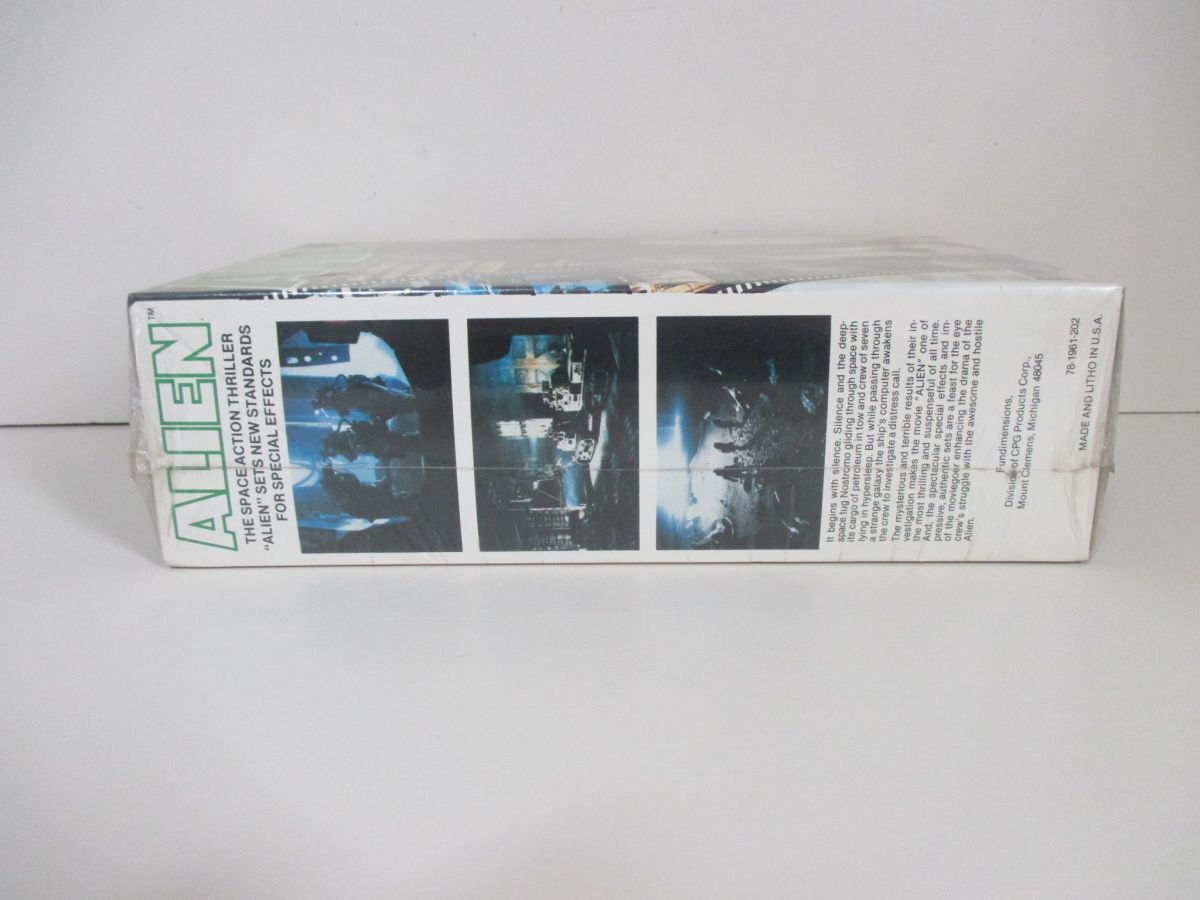 ALIEN™
THE SPACE/ACTION THRILLER
"ALIEN" SETS NEW STANDARDS
FOR SPECIAL EFFECTS
It begins with silence. Silence and the deep-
space tug Nostromo gliding through space with
its cargo of petroleum in tow and crew of seven
lying in hypersleep. But while passing through
a strange galaxy the ship's computer awakens
the crew to investigate a distress call.
The mysterious and terrible results of their in-
vestigation makes the movie "ALIEN" one of
the most thrilling and suspenseful of all time.
And, the spectacular special effects and im-
pressive, authentic sets are a feast for the eye
of the moviegoer enhancing the drama of the
crew's struggle with the awesome and hostile
Alien.
Fundimensions,
Division of CPG Products Corp.,
Mount Clemens, Michigan 48045
78-1961-202
MADE AND LITHO IN U.S.A.